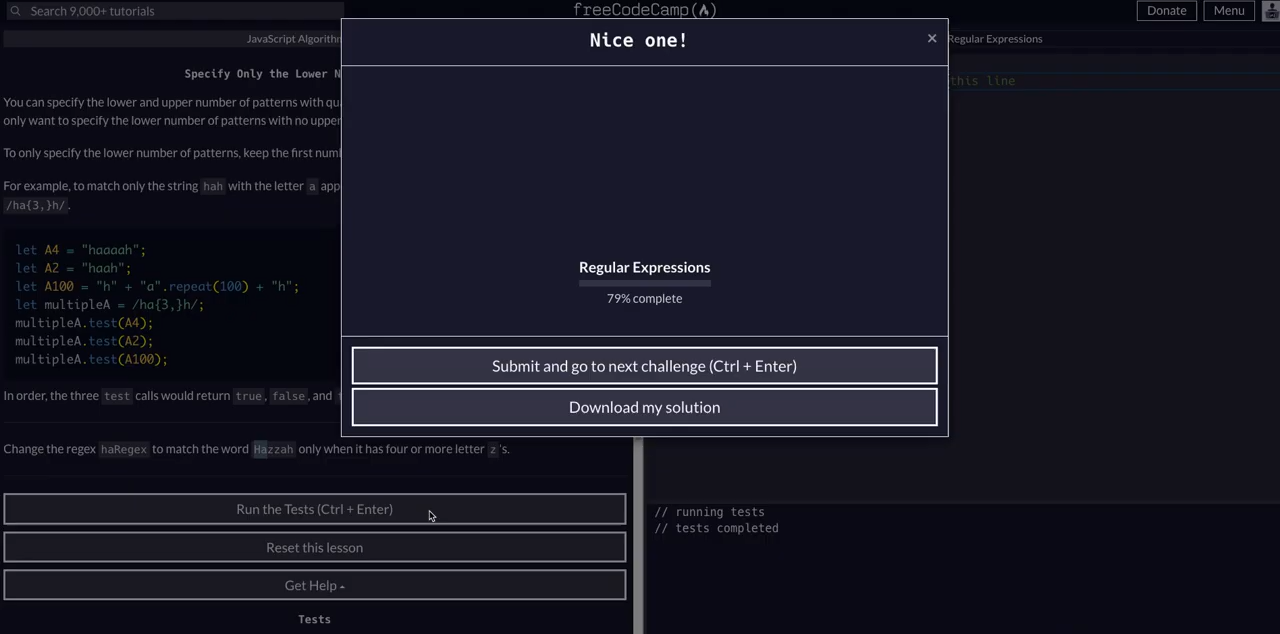 Search 9,000+ tutorials
freeCodeCamp
Donate
Menu
JavaScript Algorithm
Regular Expressions
Specify Only the Lower N
You can specify the lower and upper number of patterns with qu
only want to specify the lower number of patterns with no upper
To only specify the lower number of patterns, keep the first num
For example, to match only the string hah with the letter a app
/ha{3,}h/.
let A4 = "haaaah";
let A2 = "haah";
let A100 = "h" + "a".repeat(100) + "h";
let multipleA = /ha{3,}h/;
multipleA.test(A4);
multipleA.test(A2);
multipleA.test(A100);
In order, the three test calls would return true, false, and
Change the regex haRegex to match the word Hazzah only when it has four or more letter z's.
Run the Tests (Ctrl + Enter)
Reset this lesson
Get Help
Tests
Nice one!
×
Regular Expressions
79% complete
Submit and go to next challenge (Ctrl + Enter)
Download my solution
this line
// running tests
// tests completed